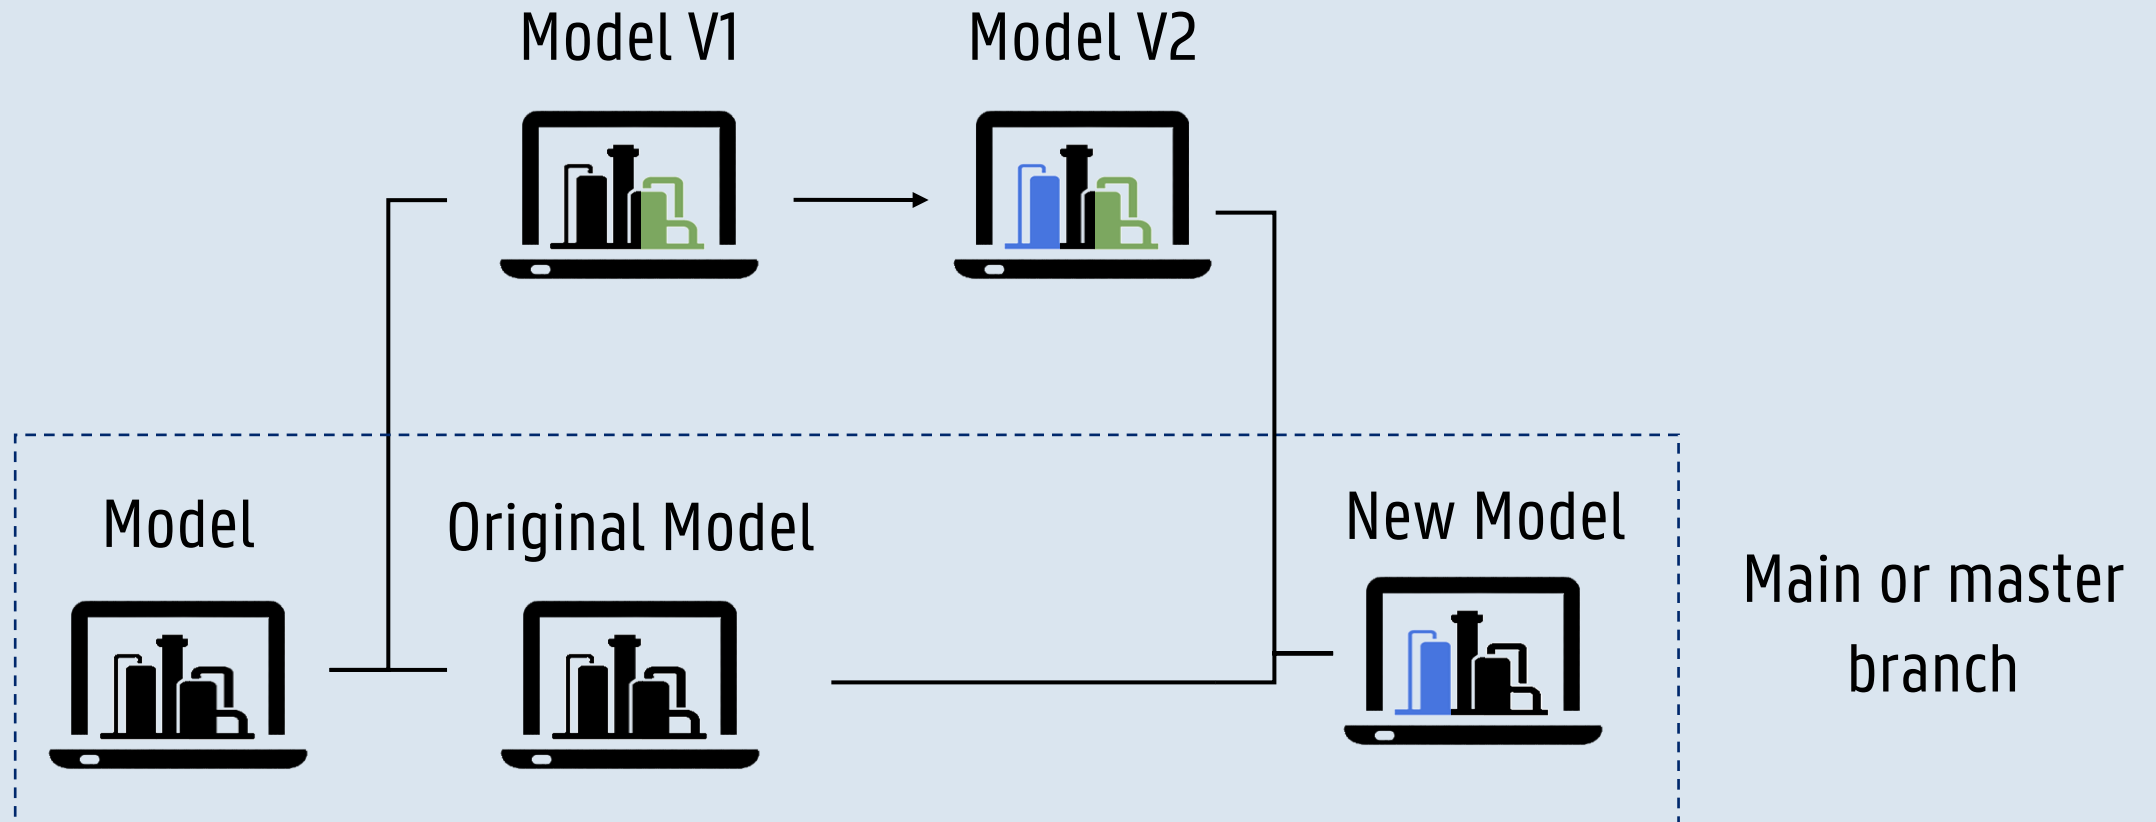 Model V1
Model V2
Model
Original Model
New Model
Main or master
branch